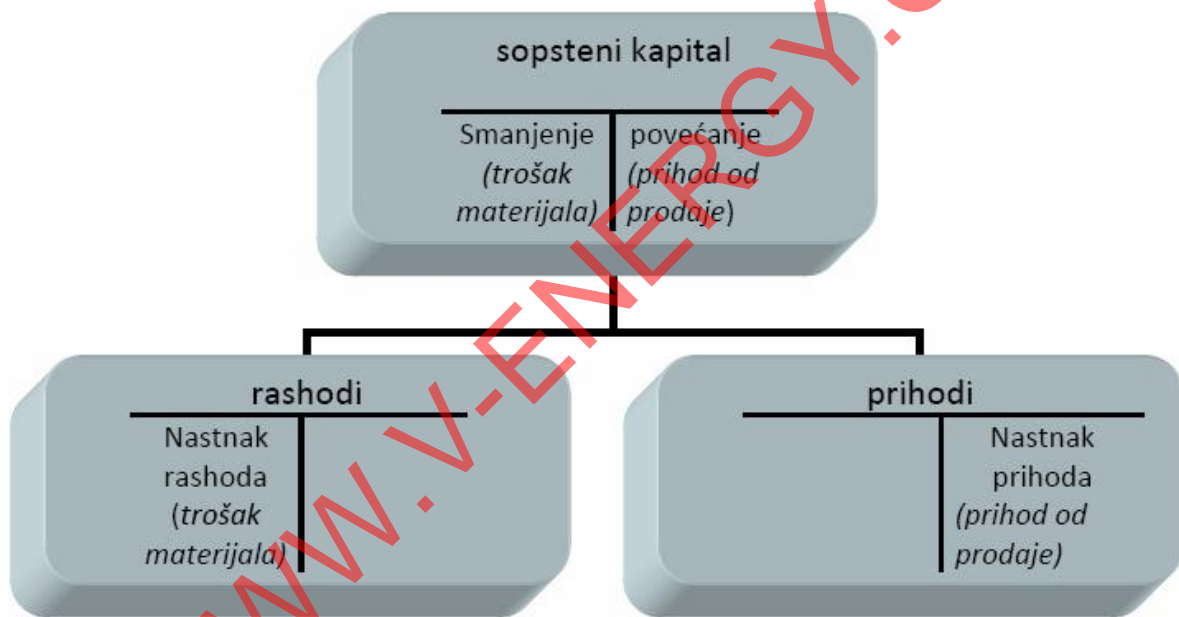 sopsteni kapital
Smanjenje
(trošak
materijala)
povećanje
(prihod od
prodaje)
rashodi
Nastnak
rashoda
(trošak
materijala)
prihodi
Nastnak
prihoda
(prihod od
prodaje)
WWW.V-ENERGY.